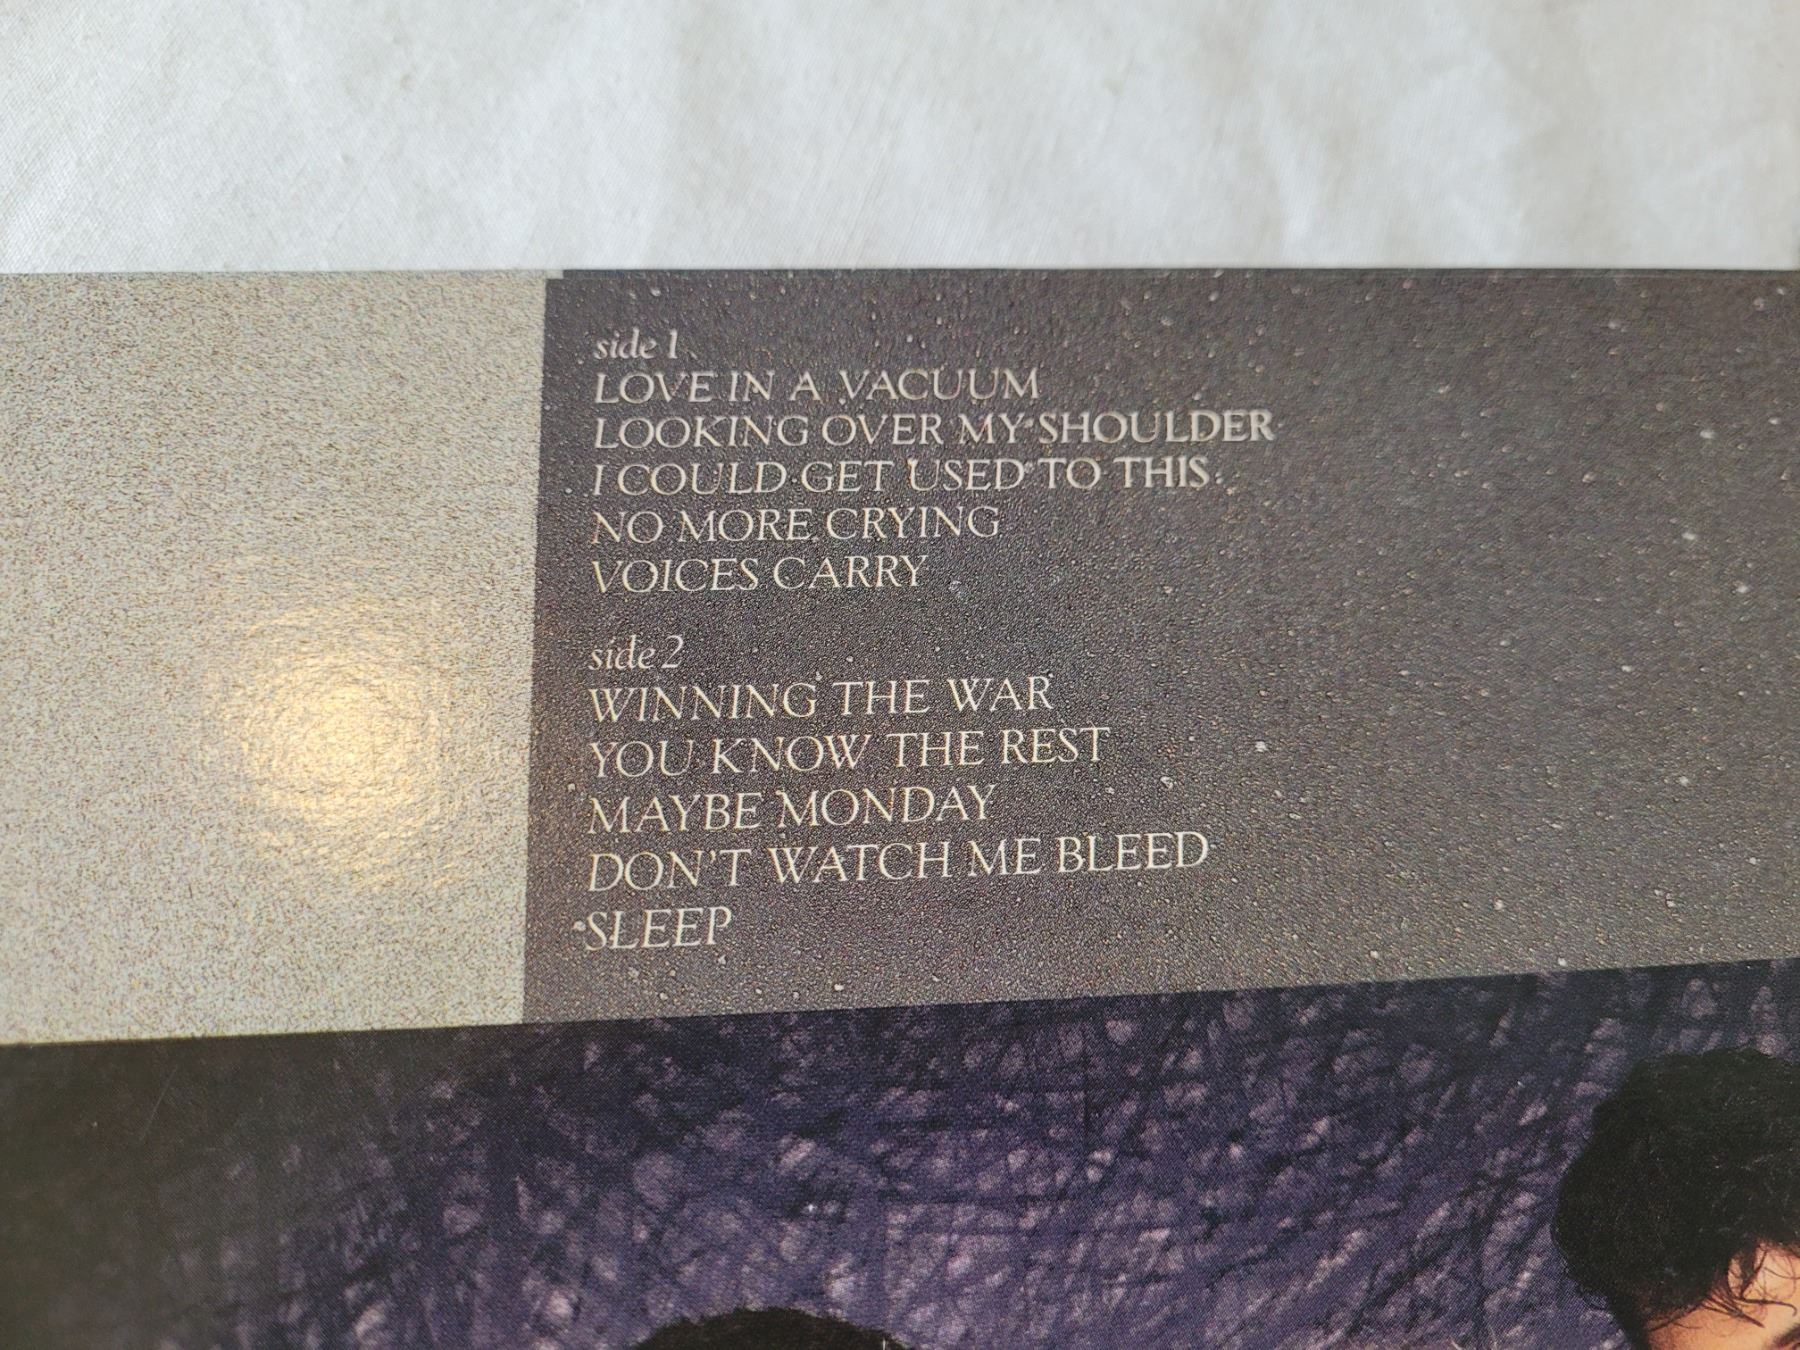 side 1
LOVE IN A VACUUM
LOOKING OVER MY SHOULDER
I COULD GET USED TO THIS
NO MORE CRYING
VOICES CARRY
side 2
WINNING THE WAR
YOU KNOW THE REST
MAYBE MONDAY
DON'T WATCH ME BLEED
SLEEP